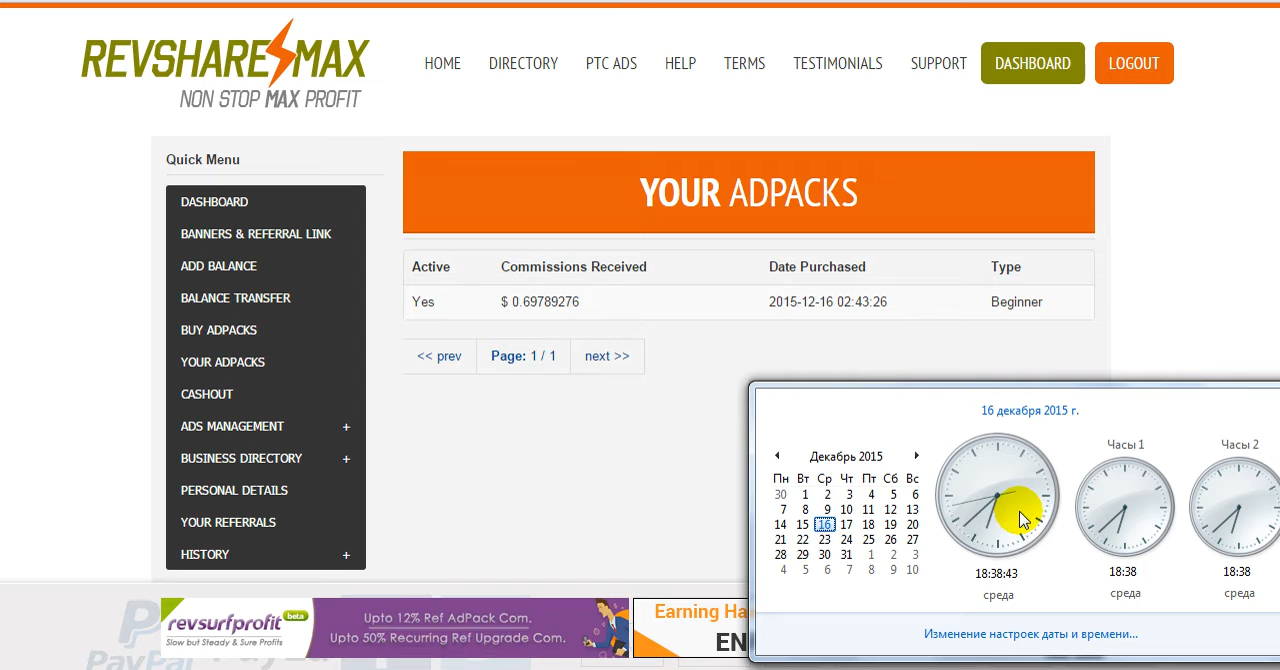 REVSHARE MAX
NON STOP MAX PROFIT
HOME DIRECTORY PTC ADS HELP TERMS TESTIMONIALS SUPPORT DASHBOARD LOGOUT
Quick Menu
DASHBOARD
BANNERS & REFERRAL LINK
ADD BALANCE
BALANCE TRANSFER
BUY ADPACKS
YOUR ADPACKS
CASHOUT
ADS MANAGEMENT +
BUSINESS DIRECTORY +
PERSONAL DETAILS
YOUR REFERRALS
HISTORY +
YOUR ADPACKS
Active Commissions Received Date Purchased Type
Yes $ 0.69789276 2015-12-16 02:43:26 Beginner
<< prev Page: 1 / 1 next >>
16 декабря 2015 г.
Декабрь 2015
Пн Вт Ср Чт Пт Сб Вс
30 1 2 3 4 5 6
7 8 9 10 11 12 13
14 15 16 17 18 19 20
21 22 23 24 25 26 27
28 29 30 31 1 2 3
4 5 6 7 8 9 10
18:38:43
среда
Часы 1
18:38
среда
Часы 2
18:38
среда
Изменение настроек даты и времени...
PayPal
revsurfprofit beta
Slow but Steady & Sure Profits
Upto 12% Ref AdPack Com.
Upto 50% Recurring Ref Upgrade Com.
Earning Ha
EN